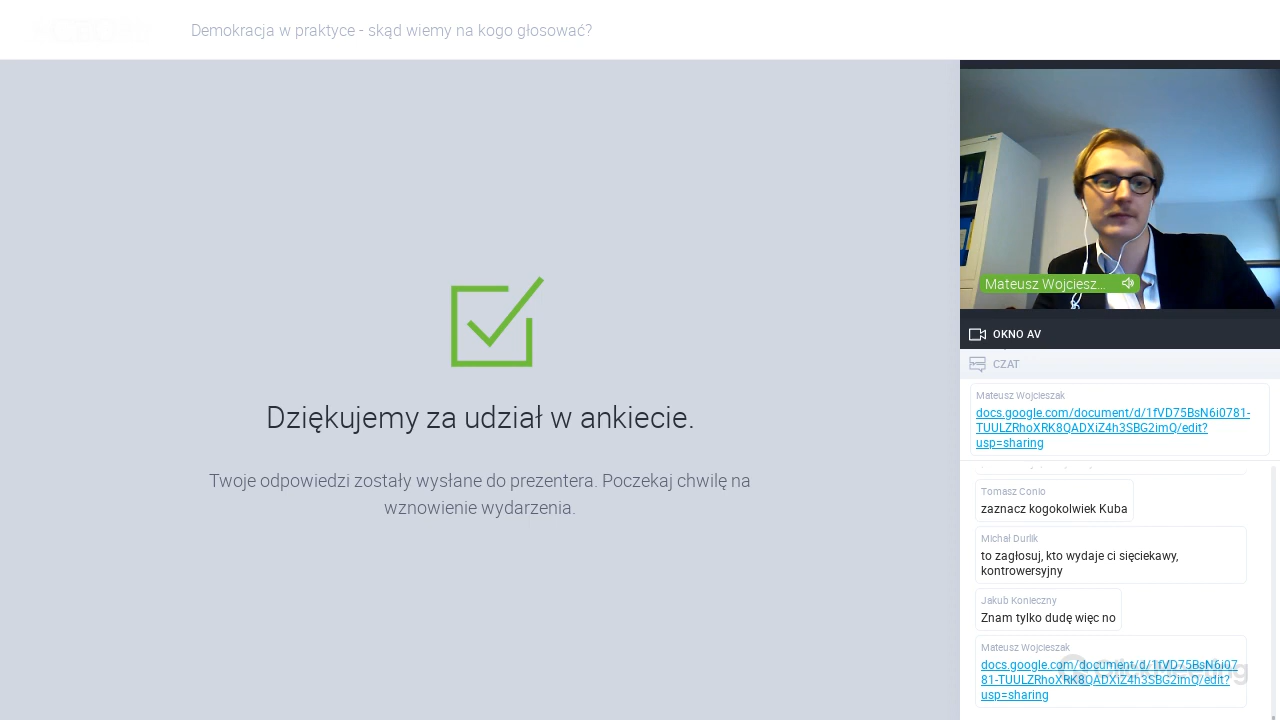 Demokracja w praktyce - skąd wiemy na kogo głosować?
Dziękujemy za udział w ankiecie.
Twoje odpowiedzi zostały wysłane do prezentera. Poczekaj chwilę na
wznowienie wydarzenia.
Mateusz Wojciesz...
OKNO AV
CZAT
Mateusz Wojcieszak
docs.google.com/document/d/1fVD75BsN6i0781-
TUULZRhoXRK8QADXiZ4h3SBG2imQ/edit?
usp=sharing
Tomasz Conio
zaznacz kogokolwiek Kuba
Michał Durlik
to zagłosuj, kto wydaje ci sięciekawy,
kontrowersyjny
Jakub Konieczny
Znam tylko dudę więc no
Mateusz Wojcieszak
docs.google.com/document/d/1fVD75BsN6i07
81-TUULZRhoXRK8QADXiZ4h3SBG2imQ/edit?
usp=sharing